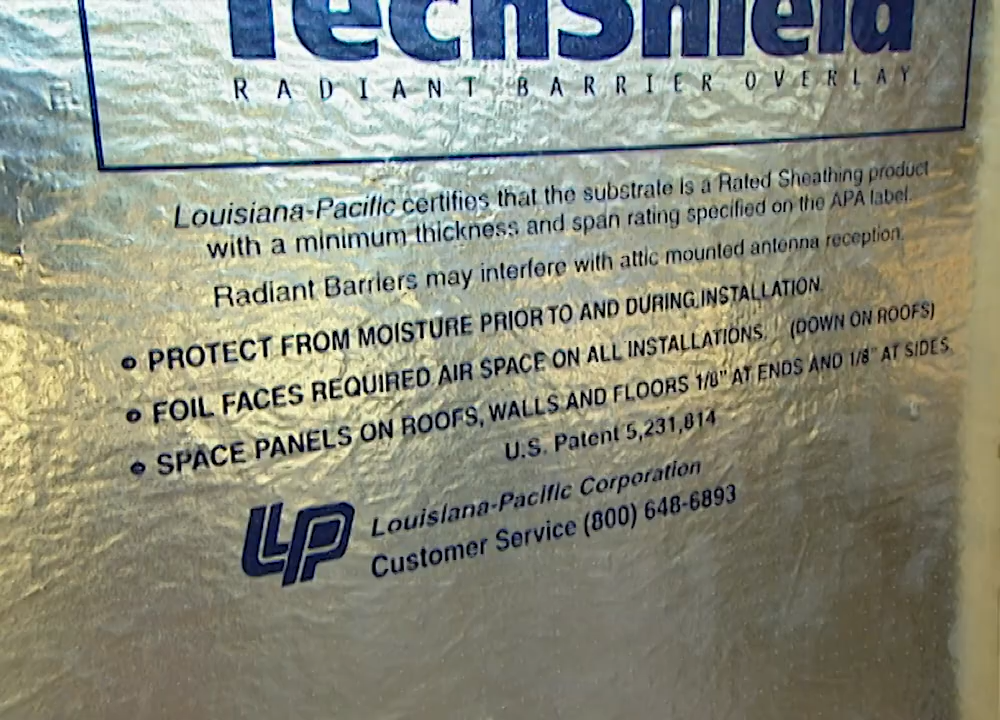 TechShield
RADIANT BARRIER OVERLAY
Louisiana-Pacific certifies that the substrate is a Rated Sheathing product
with a minimum thickness and span rating specified on the APA label.
Radiant Barriers may interfere with attic mounted antenna reception.
• PROTECT FROM MOISTURE PRIOR TO AND DURING INSTALLATION.
• FOIL FACES REQUIRED AIR SPACE ON ALL INSTALLATIONS. (DOWN ON ROOFS)
• SPACE PANELS ON ROOFS, WALLS AND FLOORS 1/8" AT ENDS AND 1/8" AT SIDES.
U.S. Patent 5,231,814
LP Louisiana-Pacific Corporation
Customer Service (800) 648-6893